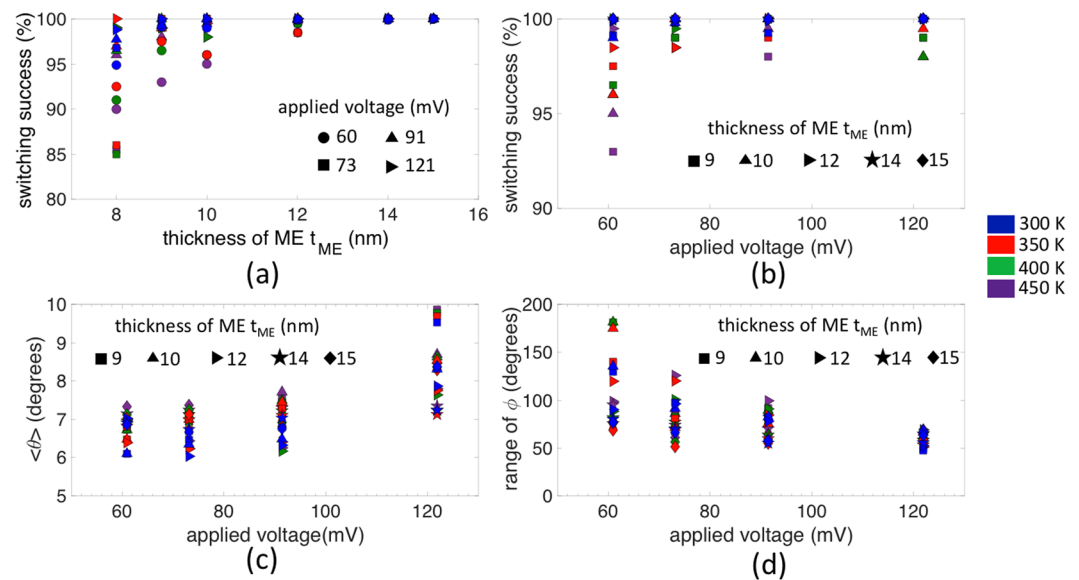 100
95
90
85
80
switching success (%)
applied voltage (mV)
60 91
73 121
8 10 12 14 16
thickness of ME tME (nm)
(a)
100
95
90
switching success (%)
thickness of ME tME (nm)
9 10 12 14 15
60 80 100 120
applied voltage (mV)
(b)
300 K
350 K
400 K
450 K
10
9
8
7
6
5
<θ> (degrees)
thickness of ME tME (nm)
9 10 12 14 15
60 80 100 120
applied voltage(mV)
(c)
200
150
100
50
0
range of ϕ (degrees)
thickness of ME tME (nm)
9 10 12 14 15
60 80 100 120
applied voltage (mV)
(d)